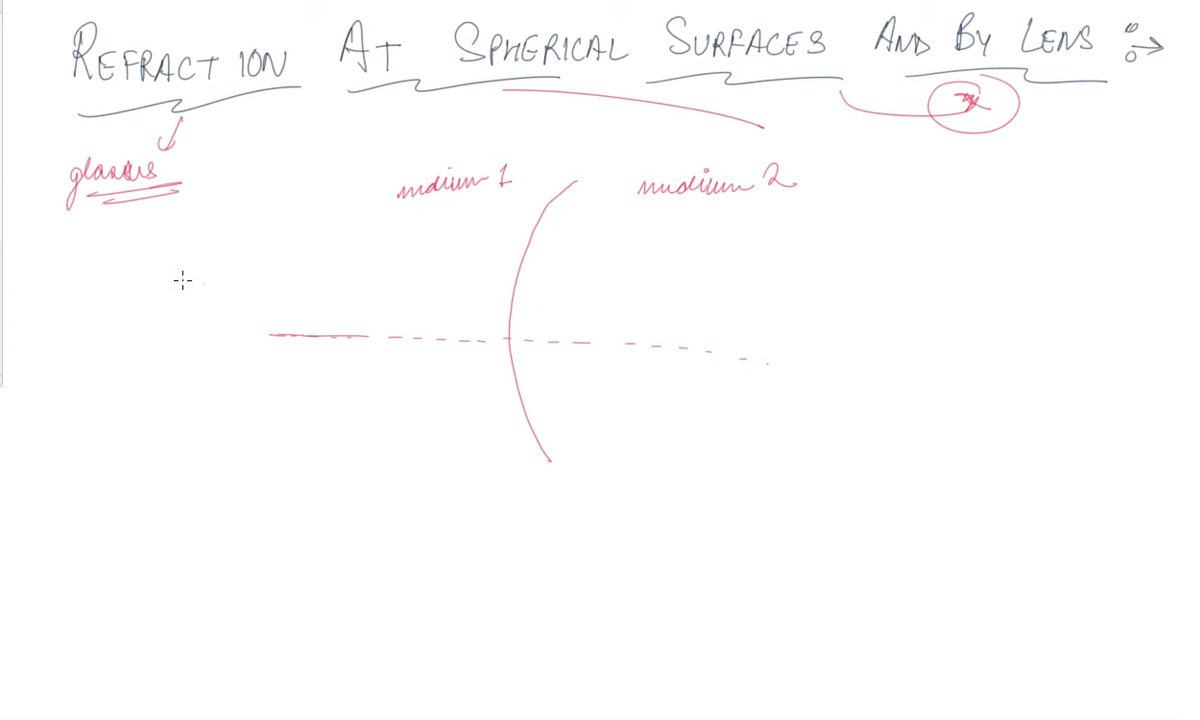 REFRACTION AT SPHERICAL SURFACES AND BY LENS :→
glasses
medium 1 medium 2